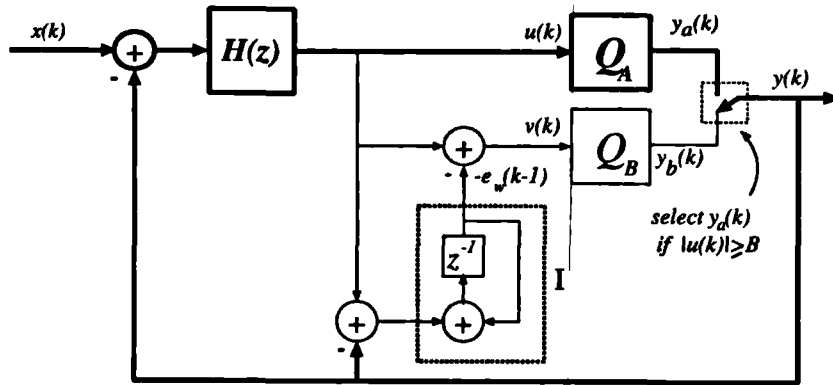 x(k)
+
-
H(z)
u(k)
Q_A
y_a(k)
y(k)
+
-
-e_w(k-1)
v(k)
Q_B
y_b(k)
select y_a(k)
if |u(k)|≥B
z^-1
I
+
-
+